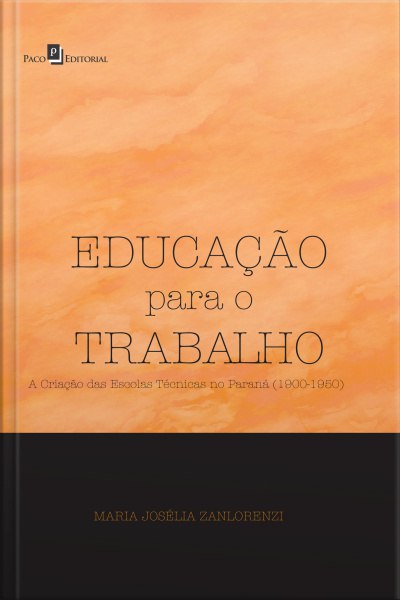 PACO EDITORIAL
EDUCAÇÃO
para o
TRABALHO
A Criação das Escolas Técnicas no Paraná (1900-1950)
MARIA JOSÉLIA ZANLORENZI